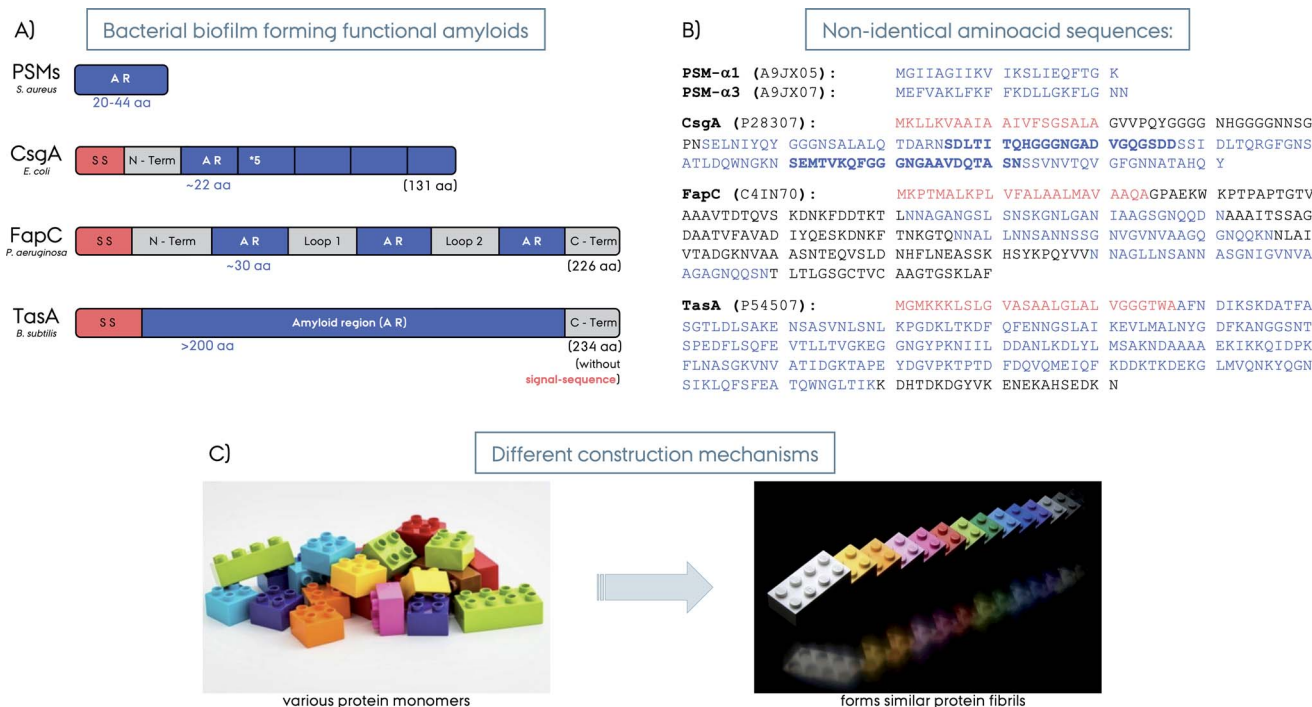 A)
Bacterial biofilm forming functional amyloids
PSMs
S. aureus
A R
20-44 aa
CsgA
E. coli
S S
N - Term
A R
*5
~22 aa
(131 aa)
FapC
P. aeruginosa
S S
N - Term
A R
Loop 1
A R
Loop 2
A R
C - Term
~30 aa
(226 aa)
TasA
B. subtilis
S S
Amyloid region (A R)
C - Term
>200 aa
(234 aa)
(without
signal-sequence)
B)
Non-identical aminoacid sequences:
PSM-α1 (A9JX05): MGIIAGIIKV IKSLIEQFTG K
PSM-α3 (A9JX07): MEFVAKLFKF FKDLLGKFLG NN
CsgA (P28307): MKLLKVAAIA AIVFSGSALA GVVPQYGGGG NHGGGGNNSG
PNSELNIYQY GGGNSALALQ TDARNSDLTI TQHGGGNGAD VGQGSDDSSI DLTQRGFGNS
ATLDQWNGKN SEMTVKQFGG GNGAAVDQTA SNSSVNVTQV GFGNNATAHQ Y
FapC (C4IN70): MKPTMALKPL VFALAALMAV AAQAGPAEKW KPTPAPTGTV
AAAVTDTQVS KDNKFDDTKT LNNAGANGSL SNSKGNLGAN IAAGSGNQQD NAAAITSSAG
DAATVFAVAD IYQESKDNKF TNKGTQNNAL LNNSANNSSG NVGVNVAAGQ GNQQKNNLAI
VTADGKNVAA ASNTEQVSLD NHFLNEASSK HSYKPQYVVN NAGLLNSANN ASGNIGVNVA
AGAGNQQSNT LTLGSGCTVC AAGTGSKLAF
TasA (P54507): MGMKKKLSLG VASAALGLAL VGGGTWAAFN DIKSKDATFA
SGTLDLSAKE NSASVNLSNL KPGDKLTKDF QFENNGSLAI KEVLMALNYG DFKANGGSNT
SPEDFLSQFE VTLLTVGKEG GNGYPKNIIL DDANLKDLYL MSAKNDAAAA EKIKKQIDPK
FLNASGKVNV ATIDGKTAPE YDGVPKTPTD FDQVQMEIQF KDDKTKDEKG LMVQNKYQGN
SIKLQFSFEA TQWNGLTIKK DHTDKDGYVK ENEKAHSEDK N
C)
Different construction mechanisms
various protein monomers
forms similar protein fibrils